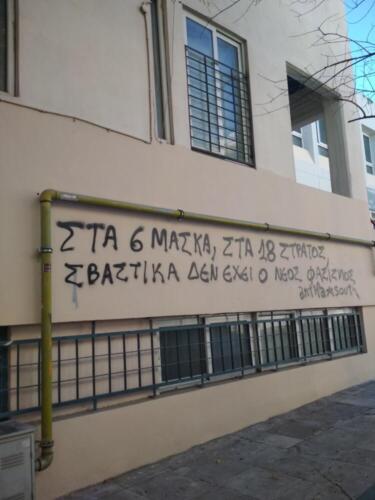 ΣΤΑ 6 ΜΑΣΚΑ, ΣΤΑ 18 ΣΤΡΑΤΟΣ,
ΣΒΑΣΤΙΚΑ ΔΕΝ ΕΧΕΙ Ο ΝΕΟΣ ΦΑΣΙΣΜΟΣ